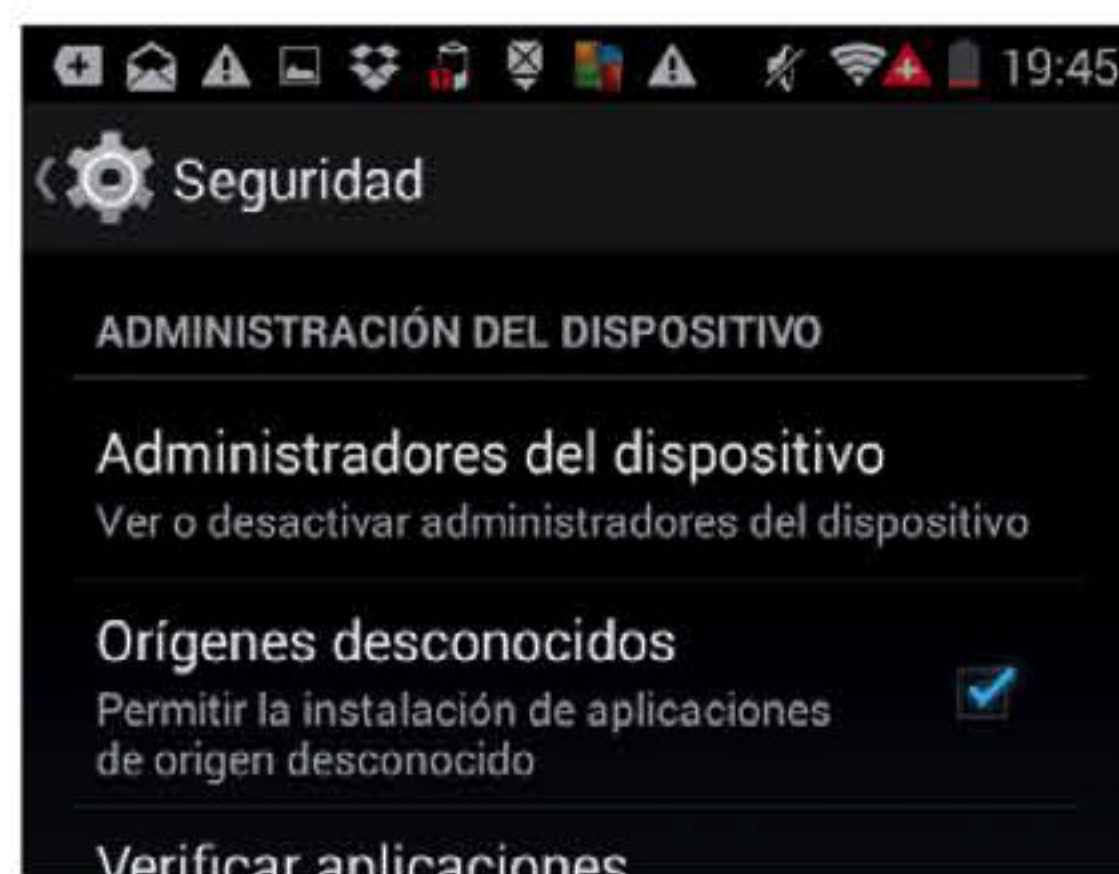 19:45
Seguridad
ADMINISTRACIÓN DEL DISPOSITIVO
Administradores del dispositivo
Ver o desactivar administradores del dispositivo
Orígenes desconocidos
Permitir la instalación de aplicaciones
de origen desconocido
Verificar aplicaciones